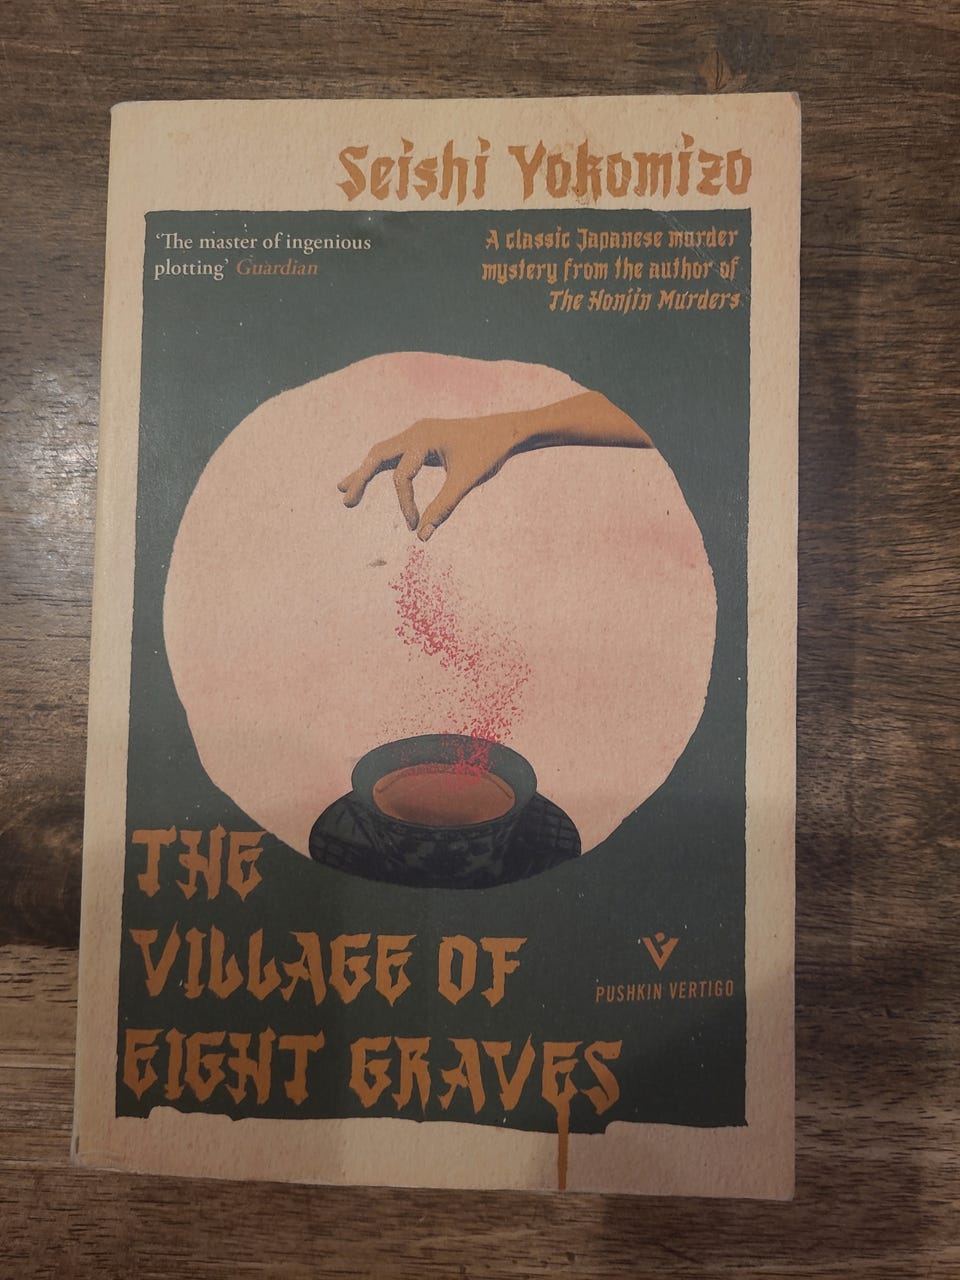 Seishi Yokomizo
'The master of ingenious
plotting' Guardian
A classic Japanese murder
mystery from the author of
The Honjin Murders
THE
VILLAGE OF
EIGHT GRAVES
PUSHKIN VERTIGO